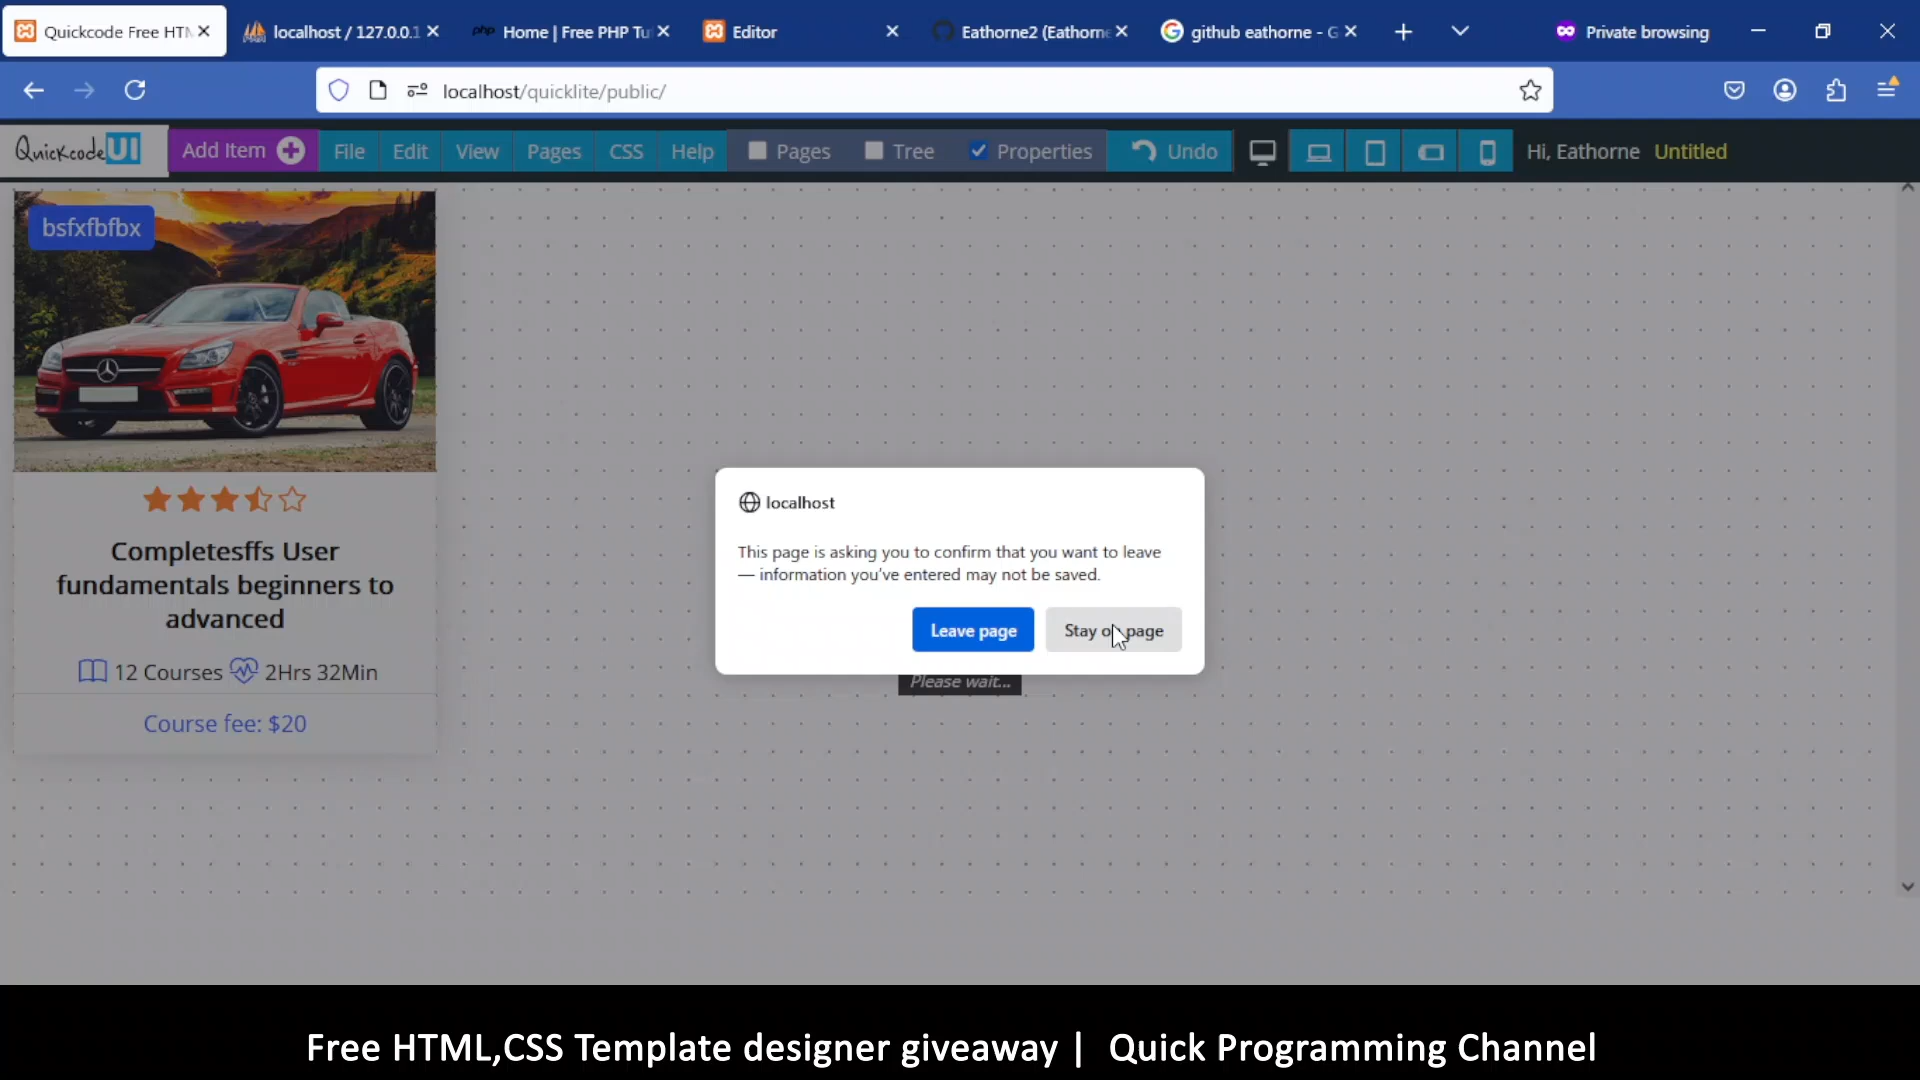 Quickcode Free HTM
localhost / 127.0.0.1
php Home | Free PHP Tu
Editor
Eathorne2 (Eathorne
github eathorne - G
Private browsing
localhost/quicklite/public/
QuickcodeUI
Add Item
File
Edit
View
Pages
CSS
Help
Pages
Tree
Properties
Undo
Hi, Eathorne
Untitled
bsfxfbfbx
Completesffs User
fundamentals beginners to
advanced
12 Courses
2Hrs 32Min
Course fee: $20
localhost
This page is asking you to confirm that you want to leave
— information you've entered may not be saved.
Leave page
Stay on page
Please wait...
Free HTML,CSS Template designer giveaway | Quick Programming Channel